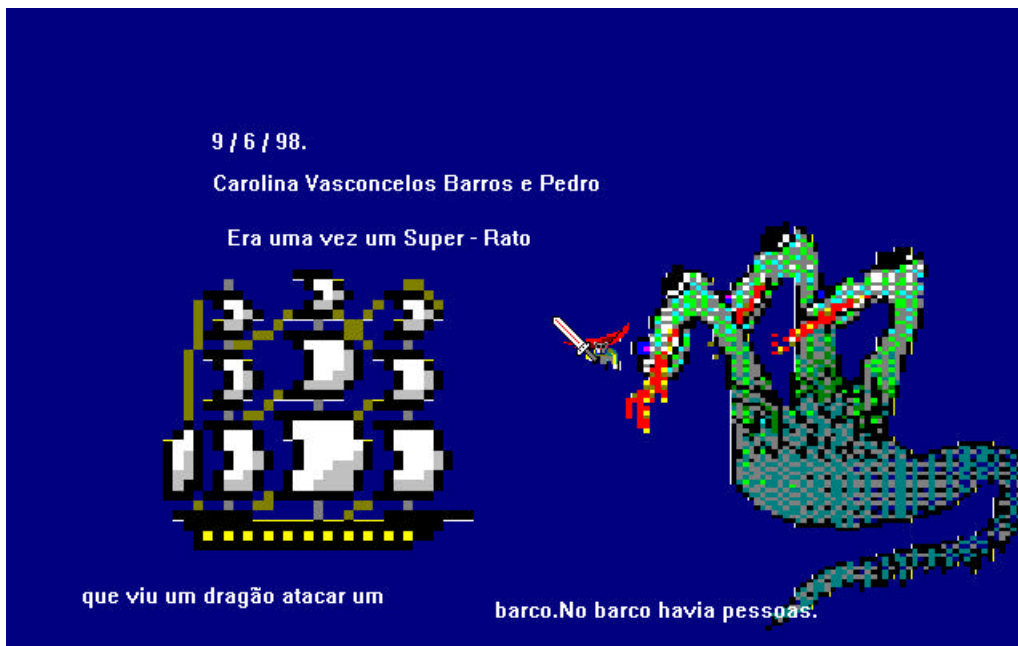 9 / 6 / 98.
Carolina Vasconcelos Barros e Pedro
Era uma vez um Super - Rato
que viu um dragão atacar um
barco.No barco havia pessoas.